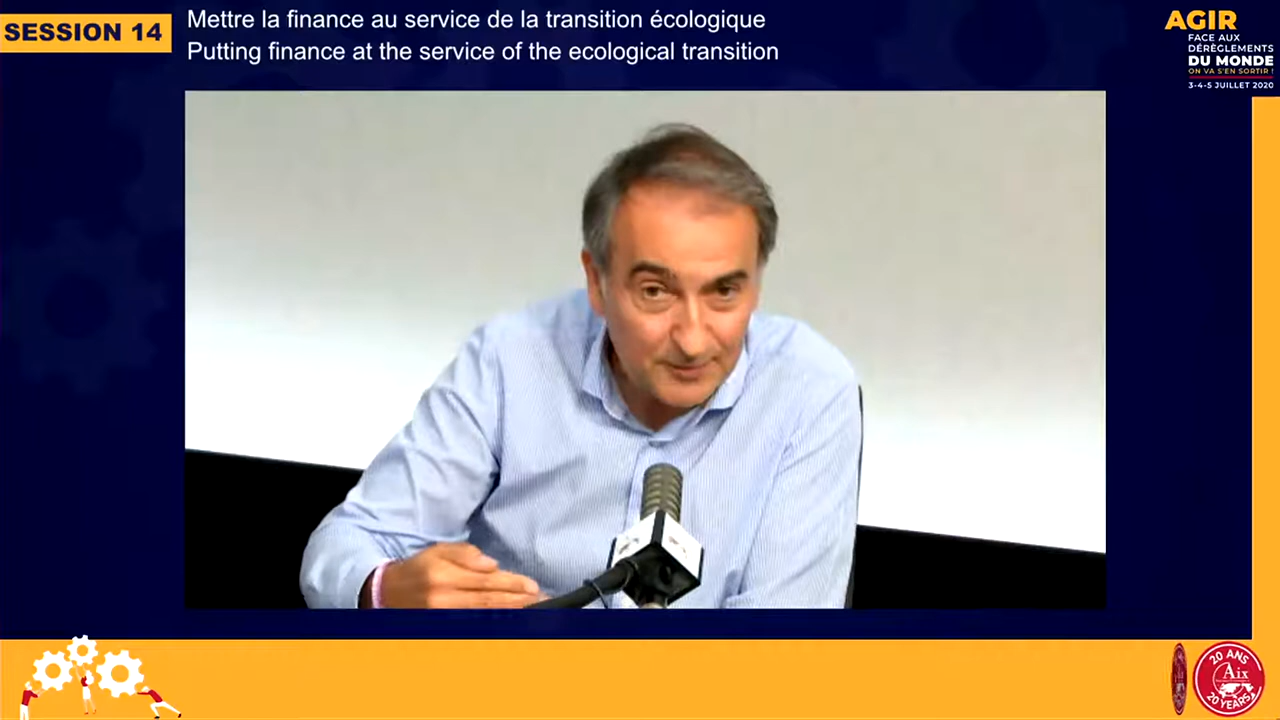 SESSION 14
Mettre la finance au service de la transition écologique
Putting finance at the service of the ecological transition
AGIR
FACE AUX
DÉRÈGLEMENTS
DU MONDE
ON VA S'EN SORTIR !
3-4-5 JUILLET 2020
20 ANS
Aix
20 YEARS